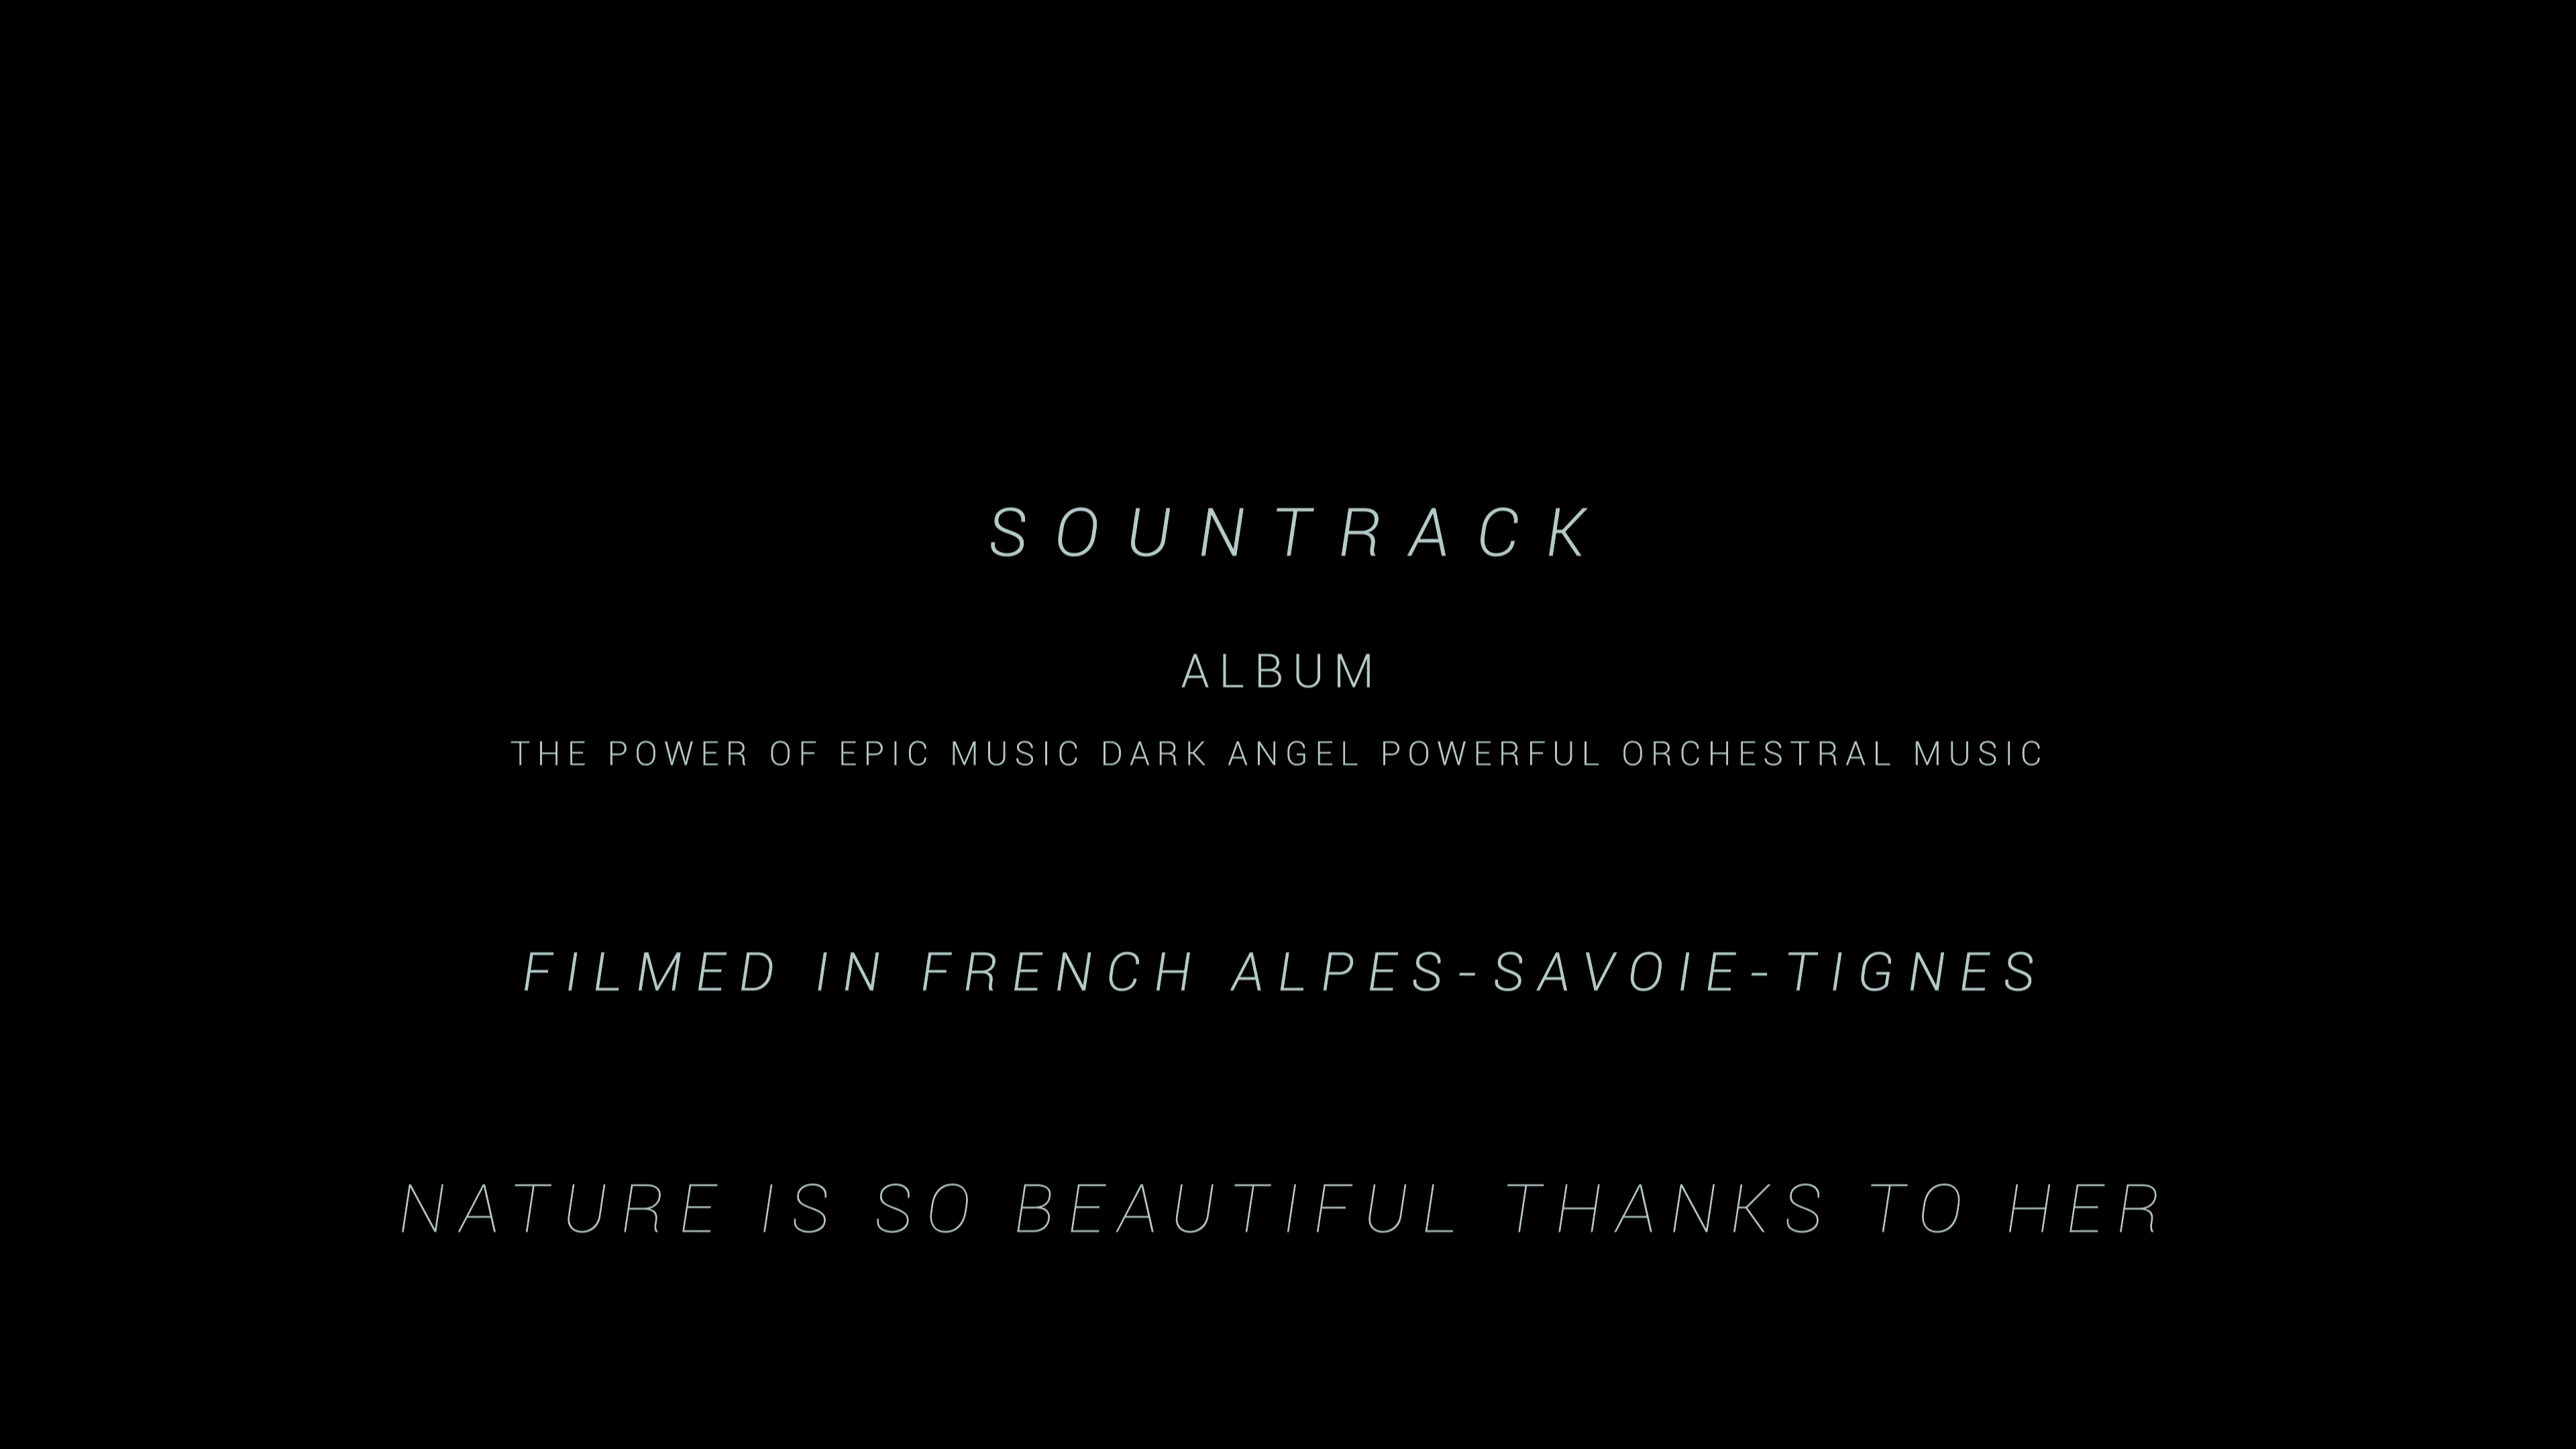 SOUNTRACK
ALBUM
THE POWER OF EPIC MUSIC DARK ANGEL POWERFUL ORCHESTRAL MUSIC
FILMED IN FRENCH ALPES-SAVOIE-TIGNES
NATURE IS SO BEAUTIFUL THANKS TO HER